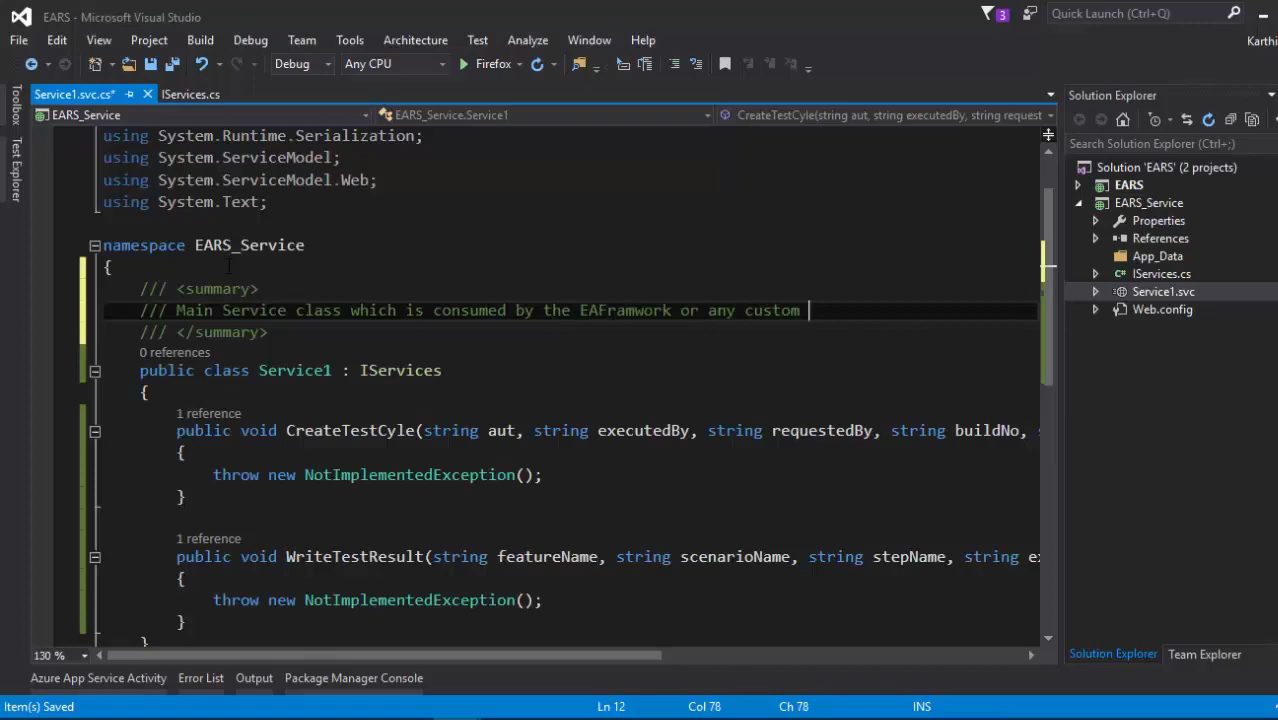 EARS - Microsoft Visual Studio
3
Quick Launch (Ctrl+Q)
File Edit View Project Build Debug Team Tools Architecture Test Analyze Window Help
Karthi
Debug Any CPU Firefox
Toolbox
Test Explorer
Service1.svc.cs* IServices.cs
EARS_Service EARS_Service.Service1 CreateTestCyle(string aut, string executedBy, string request
using System.Runtime.Serialization;
using System.ServiceModel;
using System.ServiceModel.Web;
using System.Text;
namespace EARS_Service
{
/// <summary>
/// Main Service class which is consumed by the EAFramwork or any custom
/// </summary>
0 references
public class Service1 : IServices
{
1 reference
public void CreateTestCyle(string aut, string executedBy, string requestedBy, string buildNo, s
{
throw new NotImplementedException();
}
1 reference
public void WriteTestResult(string featureName, string scenarioName, string stepName, string ex
{
throw new NotImplementedException();
}
}
130 %
Solution Explorer
Search Solution Explorer (Ctrl+;)
Solution 'EARS' (2 projects)
EARS
EARS_Service
Properties
References
App_Data
C# IServices.cs
Service1.svc
Web.config
Solution Explorer Team Explorer
Azure App Service Activity Error List Output Package Manager Console
Item(s) Saved Ln 12 Col 78 Ch 78 INS